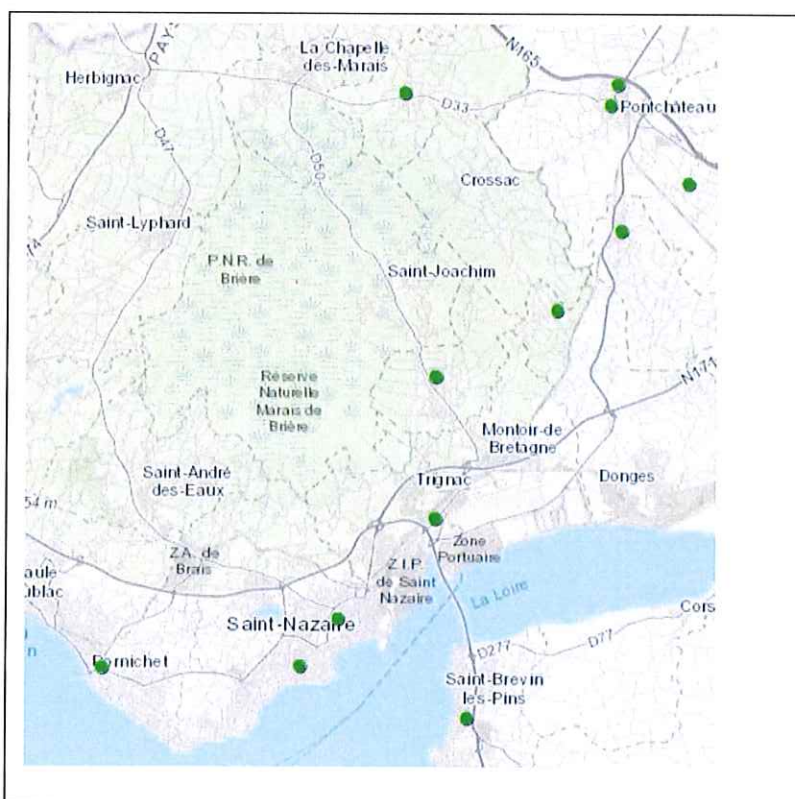 PAYS
N165
La Chapelle
des-Marais
Herbignac
D33
Pontchâteau
D47
D50
Crossac
Saint-Lyphard
P.N.R. de
Brière
Saint-Joachim
Réserve
Naturelle
Marais de
Brière
N171
Montoir-de
Bretagne
Saint-André
des-Eaux
Trignac
Donges
54 m
Z.A. de
Brais
Zone
Portuaire
Z.I.P.
de Saint
Nazaire
La Loire
Cors
Saint-Nazaire
D277
D77
Pornichet
Saint-Brevin
les-Pins